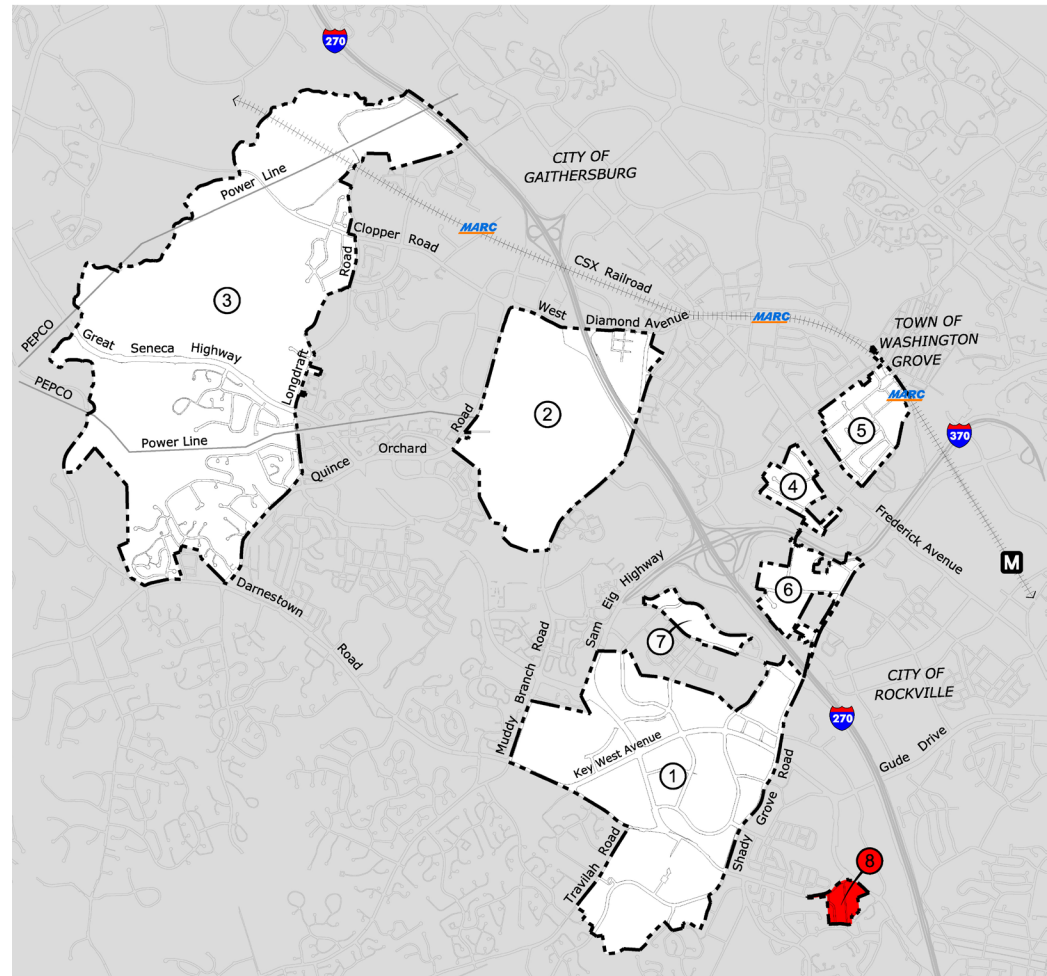 270
CITY OF
GAITHERSBURG
Power Line
Clopper Road
MARC
Road
CSX Railroad
3
West Diamond Avenue
MARC
TOWN OF
WASHINGTON
GROVE
PEPCO
Great Seneca Highway
Longdraft
MARC
PEPCO
2
Road
5
370
Power Line
Quince Orchard
4
Frederick Avenue
M
Darnestown
Road
Sam Eig Highway
6
Muddy Branch Road
7
CITY OF
ROCKVILLE
270
Key West Avenue
Gude Drive
1
Shady Grove Road
Travilah Road
8